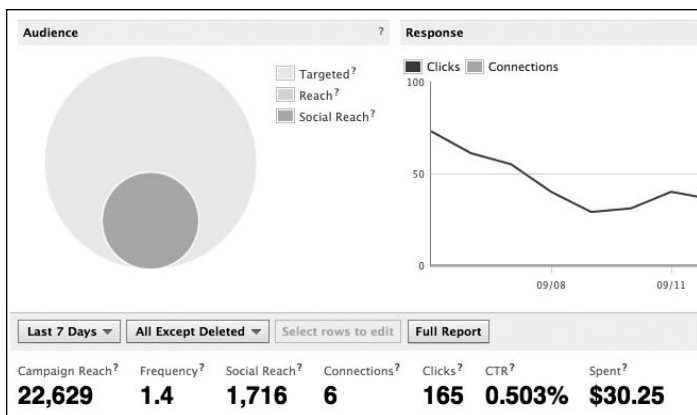 Audience ?
Response
Targeted?
Reach?
Social Reach?
Clicks Connections
100
50
0
09/08 09/11
Last 7 Days All Except Deleted Select rows to edit Full Report
Campaign Reach? Frequency? Social Reach? Connections? Clicks? CTR? Spent?
22,629 1.4 1,716 6 165 0.503% $30.25